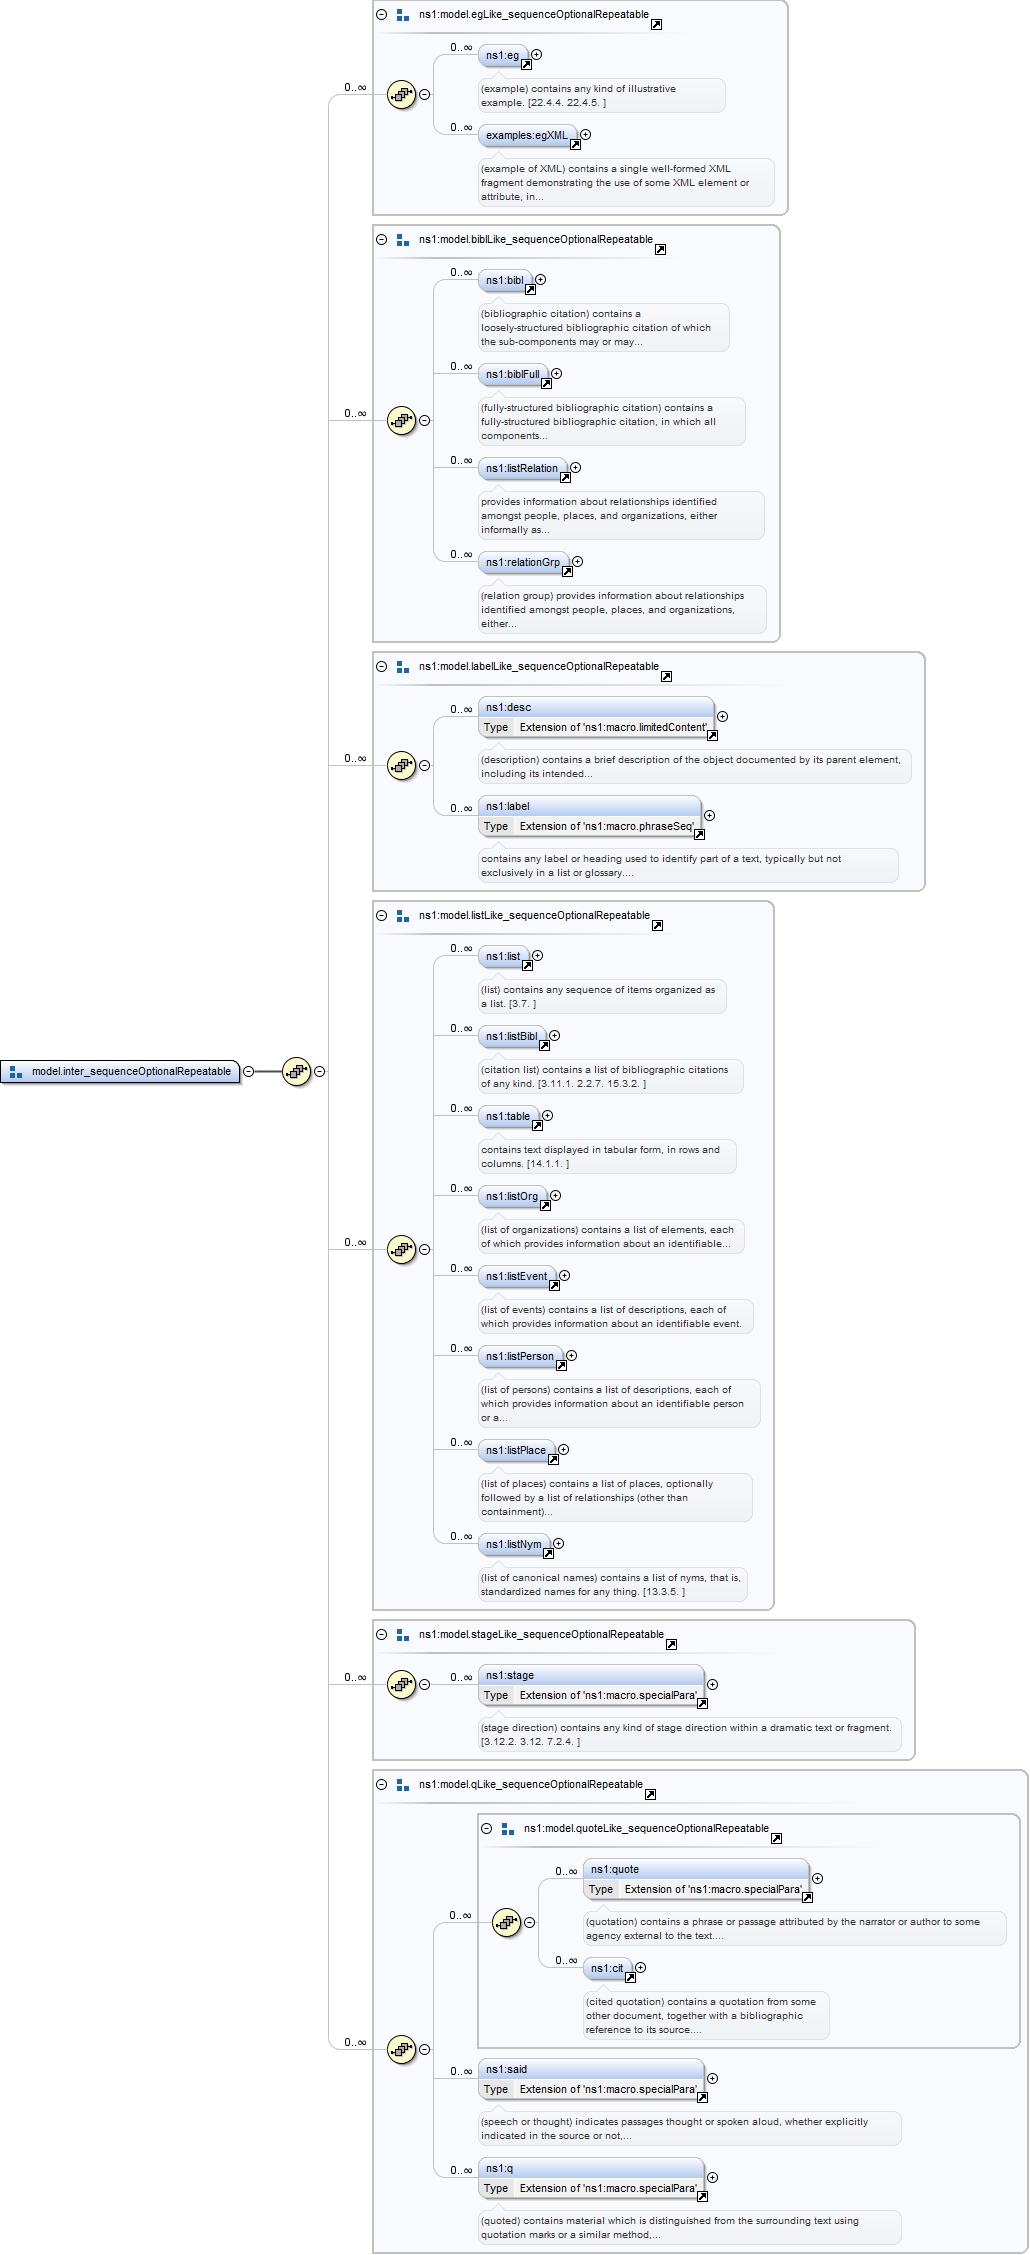 ns1:model.egLike_sequenceOptionalRepeatable
0..∞
ns1:eg
(example) contains any kind of illustrative
example. [22.4.4. 22.4.5. ]
0..∞
0..∞
examples:egXML
(example of XML) contains a single well-formed XML
fragment demonstrating the use of some XML element or
attribute, in...
ns1:model.biblLike_sequenceOptionalRepeatable
0..∞
ns1:bibl
(bibliographic citation) contains a
loosely-structured bibliographic citation of which
the sub-components may or may...
0..∞
ns1:biblFull
(fully-structured bibliographic citation) contains a
fully-structured bibliographic citation, in which all
components...
0..∞
0..∞
ns1:listRelation
provides information about relationships identified
amongst people, places, and organizations, either
informally as...
0..∞
ns1:relationGrp
(relation group) provides information about relationships
identified amongst people, places, and organizations,
either...
ns1:model.labelLike_sequenceOptionalRepeatable
0..∞
ns1:desc
Type Extension of 'ns1:macro.limitedContent'
(description) contains a brief description of the object documented by its parent element,
including its intended...
0..∞
0..∞
ns1:label
Type Extension of 'ns1:macro.phraseSeq'
contains any label or heading used to identify part of a text, typically but not
exclusively in a list or glossary....
ns1:model.listLike_sequenceOptionalRepeatable
0..∞
ns1:list
(list) contains any sequence of items organized as
a list. [3.7. ]
0..∞
ns1:listBibl
(citation list) contains a list of bibliographic citations
of any kind. [3.11.1. 2.2.7. 15.3.2. ]
model.inter_sequenceOptionalRepeatable
0..∞
ns1:table
contains text displayed in tabular form, in rows and
columns. [14.1.1. ]
0..∞
ns1:listOrg
(list of organizations) contains a list of elements, each
of which provides information about an identifiable...
0..∞
0..∞
ns1:listEvent
(list of events) contains a list of descriptions, each of
which provides information about an identifiable event.
0..∞
ns1:listPerson
(list of persons) contains a list of descriptions, each of
which provides information about an identifiable person
or a...
0..∞
ns1:listPlace
(list of places) contains a list of places, optionally
followed by a list of relationships (other than
containment)...
0..∞
ns1:listNym
(list of canonical names) contains a list of nyms, that is,
standardized names for any thing. [13.3.5. ]
ns1:model.stageLike_sequenceOptionalRepeatable
0..∞
0..∞
ns1:stage
Type Extension of 'ns1:macro.specialPara'
(stage direction) contains any kind of stage direction within a dramatic text or fragment.
[3.12.2. 3.12. 7.2.4. ]
ns1:model.qLike_sequenceOptionalRepeatable
ns1:model.quoteLike_sequenceOptionalRepeatable
0..∞
ns1:quote
Type Extension of 'ns1:macro.specialPara'
0..∞
(quotation) contains a phrase or passage attributed by the narrator or author to some
agency external to the text....
0..∞
ns1:cit
(cited quotation) contains a quotation from some
other document, together with a bibliographic
reference to its source....
0..∞
0..∞
ns1:said
Type Extension of 'ns1:macro.specialPara'
(speech or thought) indicates passages thought or spoken aloud, whether explicitly
indicated in the source or not,...
0..∞
ns1:q
Type Extension of 'ns1:macro.specialPara'
(quoted) contains material which is distinguished from the surrounding text using
quotation marks or a similar method,...